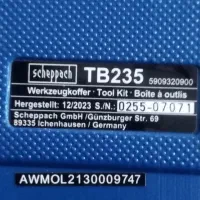 scheppach TB235 5909320900
Werkzeugkoffer · Tool Kit · Boîte à outils
Hergestellt: 12/2023 S./N.: 0255-07071
Scheppach GmbH /Günzburger Str. 69
89335 Ichenhausen / Germany
AWMOL2130009747